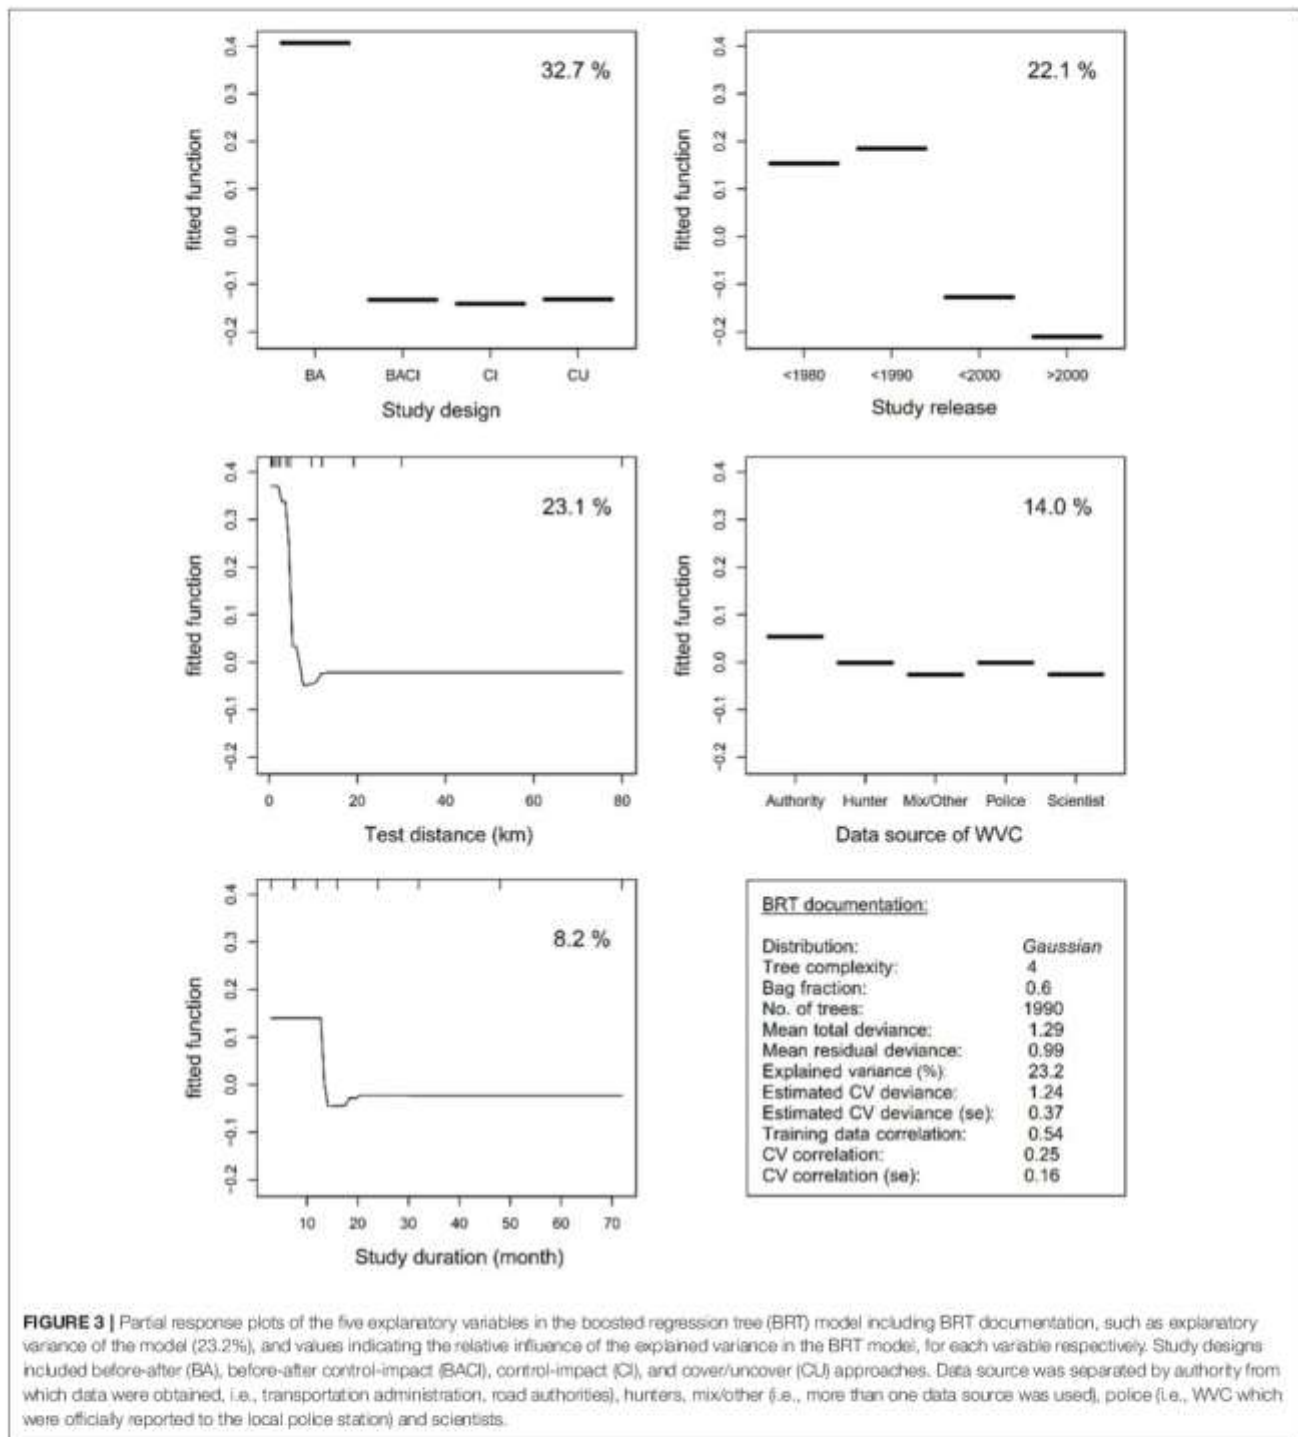 32.7 %
fitted function
0.4
0.3
0.2
0.1
0.0
−0.1
−0.2
BA BACI CI CU
Study design
22.1 %
fitted function
0.4
0.3
0.2
0.1
0.0
−0.1
−0.2
<1980 <1990 <2000 >2000
Study release
23.1 %
fitted function
0.4
0.3
0.2
0.1
0.0
−0.1
−0.2
0 20 40 60 80
Test distance (km)
14.0 %
fitted function
0.4
0.3
0.2
0.1
0.0
−0.1
−0.2
Authority Hunter Mix/Other Police Scientist
Data source of WVC
8.2 %
fitted function
0.4
0.3
0.2
0.1
0.0
−0.1
−0.2
10 20 30 40 50 60 70
Study duration (month)
BRT documentation:
Distribution: Gaussian
Tree complexity: 4
Bag fraction: 0.6
No. of trees: 1990
Mean total deviance: 1.29
Mean residual deviance: 0.99
Explained variance (%): 23.2
Estimated CV deviance: 1.24
Estimated CV deviance (se): 0.37
Training data correlation: 0.54
CV correlation: 0.25
CV correlation (se): 0.16
FIGURE 3 | Partial response plots of the five explanatory variables in the boosted regression tree (BRT) model including BRT documentation, such as explanatory
variance of the model (23.2%), and values indicating the relative influence of the explained variance in the BRT model, for each variable respectively. Study designs
included before-after (BA), before-after control-impact (BACI), control-impact (CI), and cover/uncover (CU) approaches. Data source was separated by authority from
which data were obtained, i.e., transportation administration, road authorities), hunters, mix/other (i.e., more than one data source was used), police (i.e., WVC which
were officially reported to the local police station) and scientists.